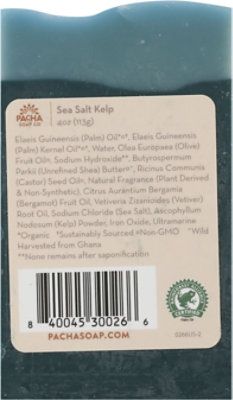 PACHA
SOAP CO
Sea Salt Kelp
4oz (113g)
Elaeis Guineensis (Palm) Oil*◊‡, Elaeis Guineensis
(Palm) Kernel Oil*◊‡, Water, Olea Europaea (Olive)
Fruit Oil◊, Sodium Hydroxide**, Butyrospermum
Parkii (Unrefined Shea) Butter◊", Ricinus Communis
(Castor) Seed Oil◊, Natural Fragrance (Plant Derived
& Non-Synthetic), Citrus Aurantium Bergamia
(Bergamot) Fruit Oil, Vetiveria Zizanioides (Vetiver)
Root Oil, Sodium Chloride (Sea Salt), Ascophyllum
Nodosum (Kelp) Powder, Iron Oxide, Ultramarine
*Organic ‡Sustainably Sourced ◊Non-GMO "Wild
Harvested from Ghana
**None remains after saponification
8 40045 30026 6
PACHASOAP.COM
CERTIFIED
0266US-2